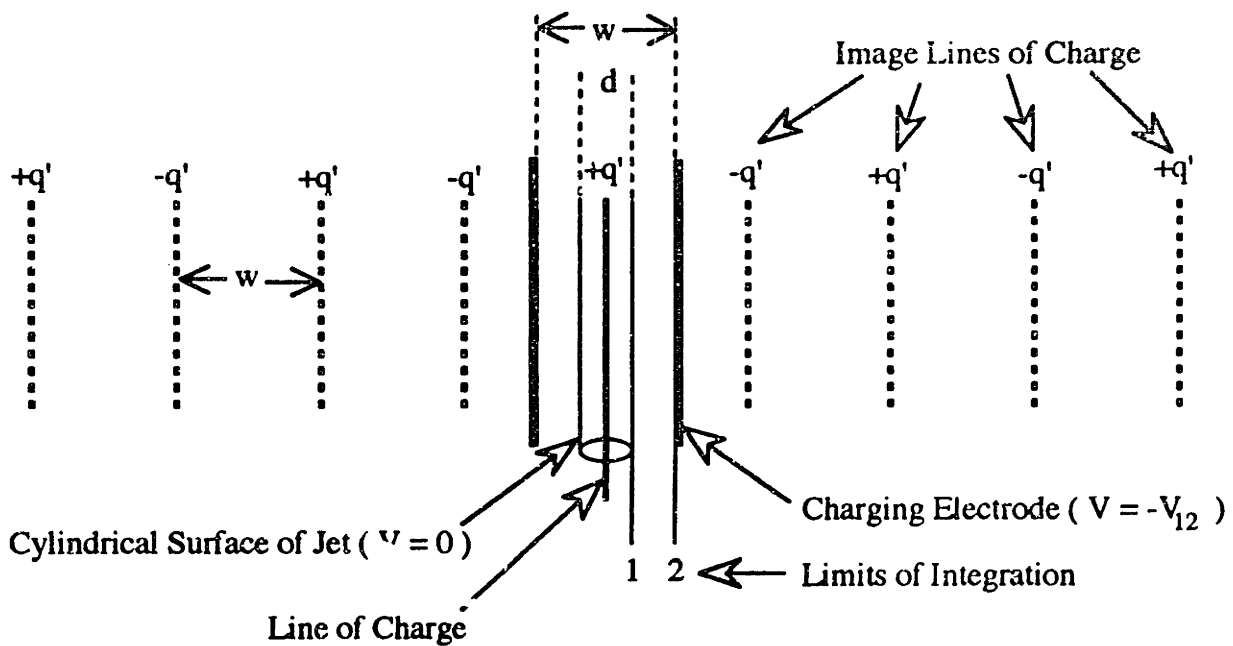 w
Image Lines of Charge
d
+q' -q' +q' -q' +q' -q' +q' -q' +q'
w
Charging Electrode ( V = -V12 )
Cylindrical Surface of Jet ( = 0 )
1 2 Limits of Integration
Line of Charge